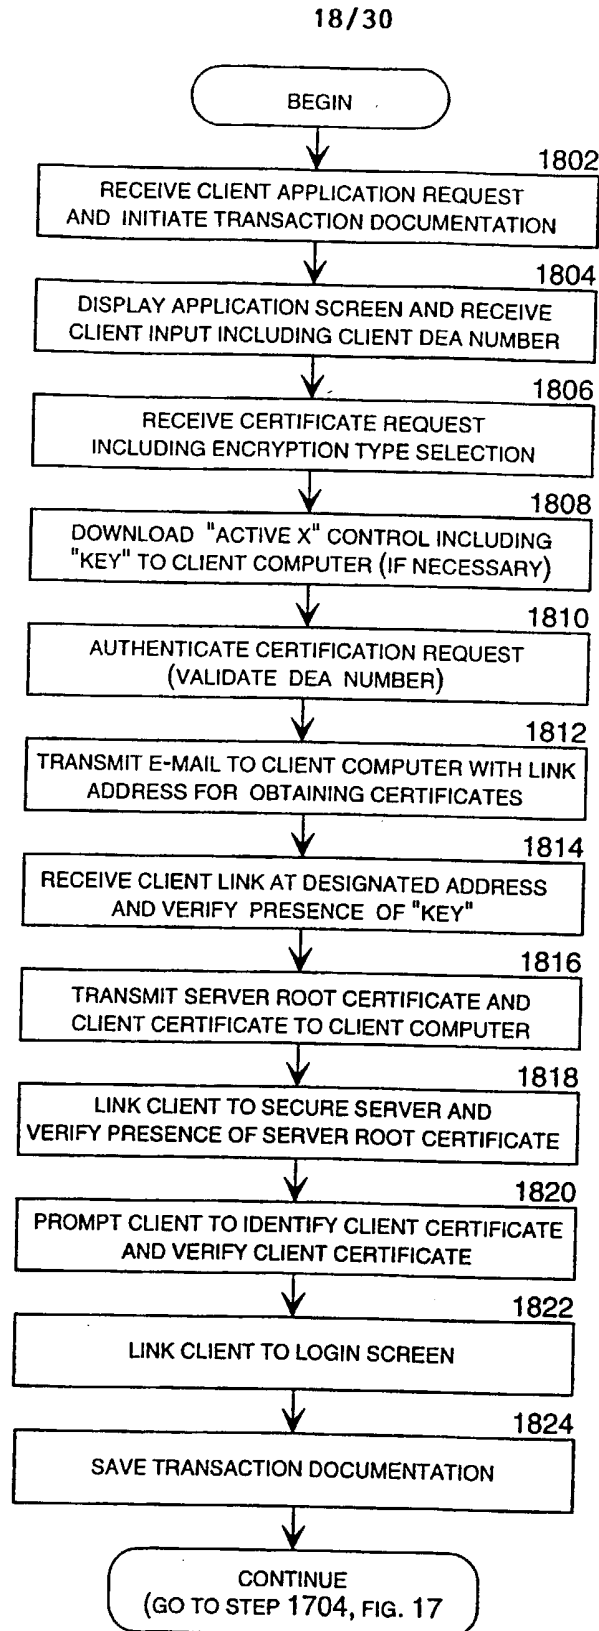 18/30
BEGIN
1802
RECEIVE CLIENT APPLICATION REQUEST
AND INITIATE TRANSACTION DOCUMENTATION
1804
DISPLAY APPLICATION SCREEN AND RECEIVE
CLIENT INPUT INCLUDING CLIENT DEA NUMBER
1806
RECEIVE CERTIFICATE REQUEST
INCLUDING ENCRYPTION TYPE SELECTION
1808
DOWNLOAD "ACTIVE X" CONTROL INCLUDING
"KEY" TO CLIENT COMPUTER (IF NECESSARY)
1810
AUTHENTICATE CERTIFICATION REQUEST
(VALIDATE DEA NUMBER)
1812
TRANSMIT E-MAIL TO CLIENT COMPUTER WITH LINK
ADDRESS FOR OBTAINING CERTIFICATES
1814
RECEIVE CLIENT LINK AT DESIGNATED ADDRESS
AND VERIFY PRESENCE OF "KEY"
1816
TRANSMIT SERVER ROOT CERTIFICATE AND
CLIENT CERTIFICATE TO CLIENT COMPUTER
1818
LINK CLIENT TO SECURE SERVER AND
VERIFY PRESENCE OF SERVER ROOT CERTIFICATE
1820
PROMPT CLIENT TO IDENTIFY CLIENT CERTIFICATE
AND VERIFY CLIENT CERTIFICATE
1822
LINK CLIENT TO LOGIN SCREEN
1824
SAVE TRANSACTION DOCUMENTATION
CONTINUE
(GO TO STEP 1704, FIG. 17